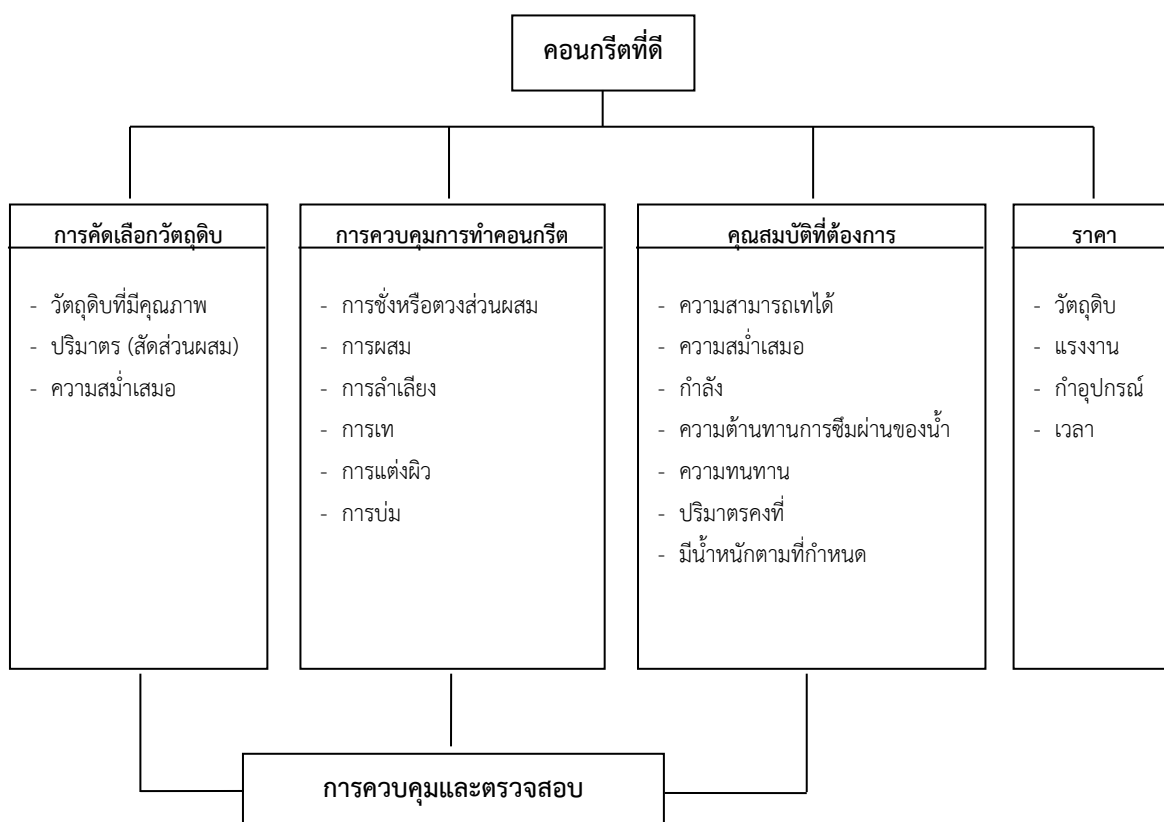 คอนกรีตที่ดี
การคัดเลือกวัตถุดิบ
- วัตถุดิบที่มีคุณภาพ
- ปริมาตร (สัดส่วนผสม)
- ความสม่ำเสมอ
การควบคุมการทำคอนกรีต
- การชั่งหรือตวงส่วนผสม
- การผสม
- การลำเลียง
- การเท
- การแต่งผิว
- การบ่ม
คุณสมบัติที่ต้องการ
- ความสามารถเทได้
- ความสม่ำเสมอ
- กำลัง
- ความต้านทานการซึมผ่านของน้ำ
- ความทนทาน
- ปริมาตรคงที่
- มีน้ำหนักตามที่กำหนด
ราคา
- วัตถุดิบ
- แรงงาน
- กำอุปกรณ์
- เวลา
การควบคุมและตรวจสอบ